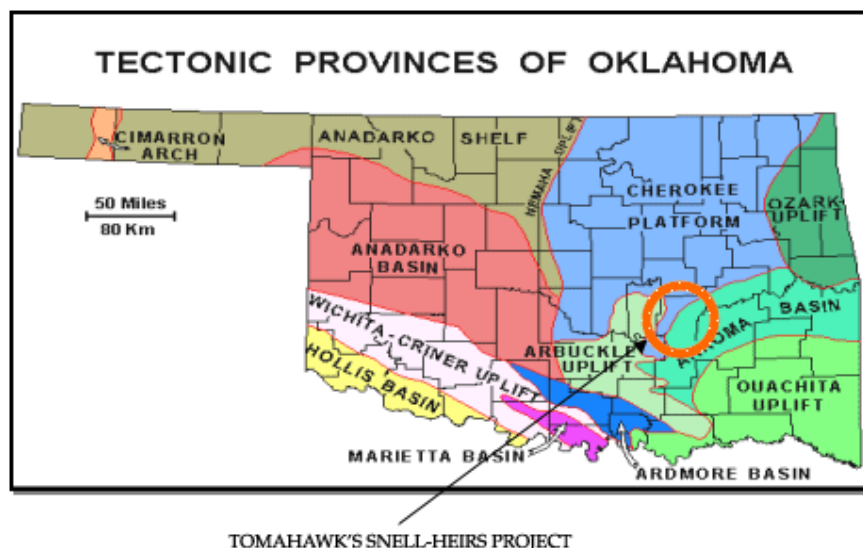 TECTONIC PROVINCES OF OKLAHOMA
CIMARRON
ARCH
ANADARKO SHELF
NEMAHA UPLIFT
CHEROKEE
PLATFORM
OZARK
UPLIFT
50 Miles
80 Km
ANADARKO
BASIN
WICHITA-CRINER UPLIFT
HOLLIS BASIN
ARBUCKLE
UPLIFT
ARKOMA BASIN
OUACHITA
UPLIFT
MARIETTA BASIN
ARDMORE BASIN
TOMAHAWK'S SNELL-HEIRS PROJECT